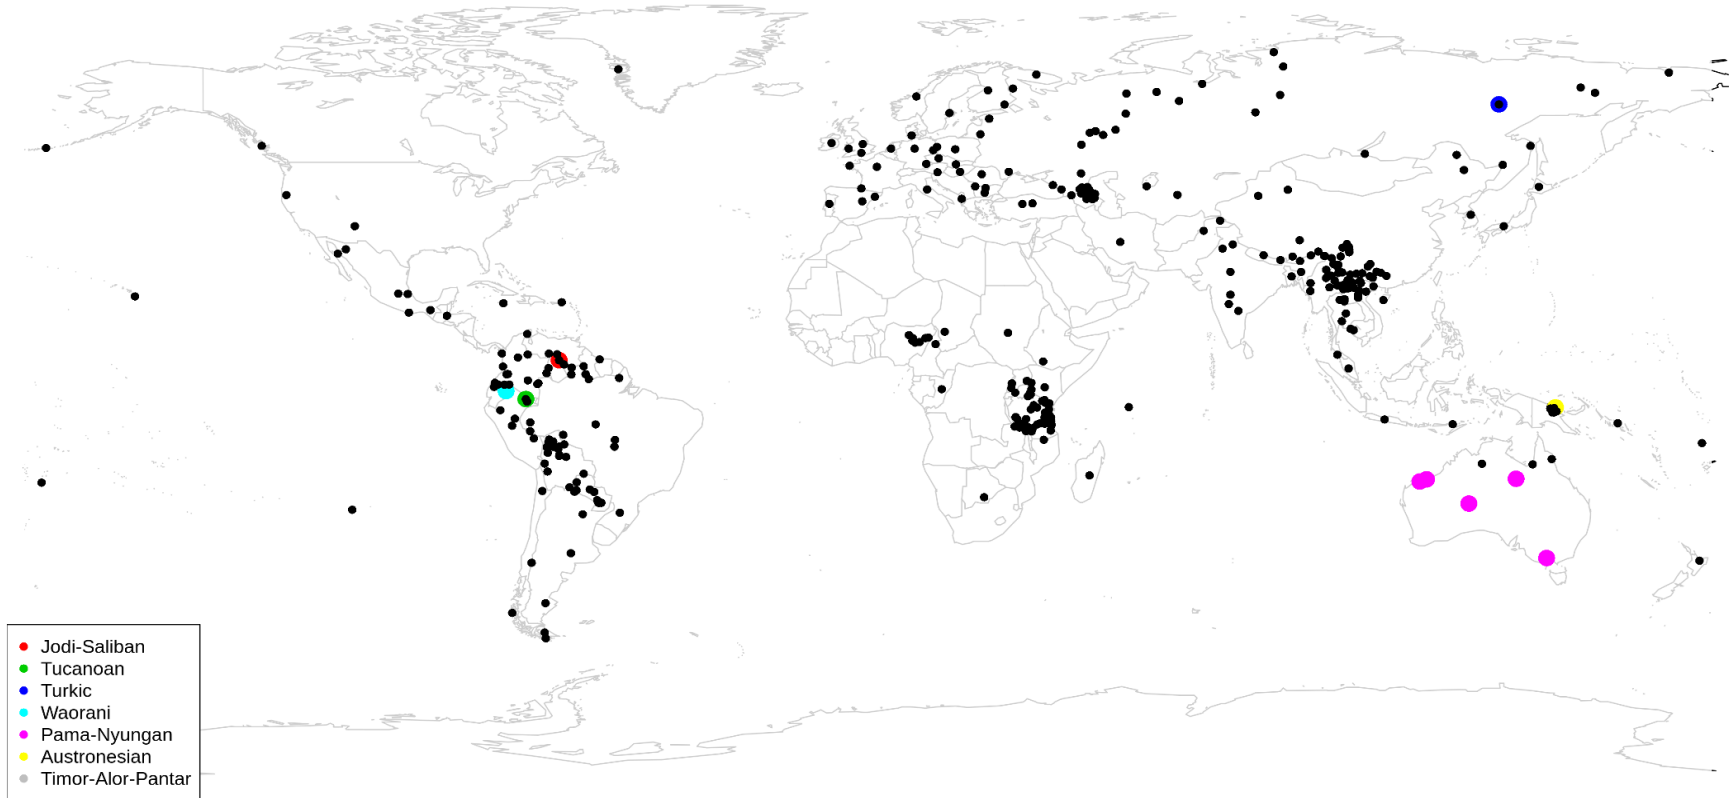 Jodi-Saliban
Tucanoan
Turkic
Waorani
Pama-Nyungan
Austronesian
Timor-Alor-Pantar